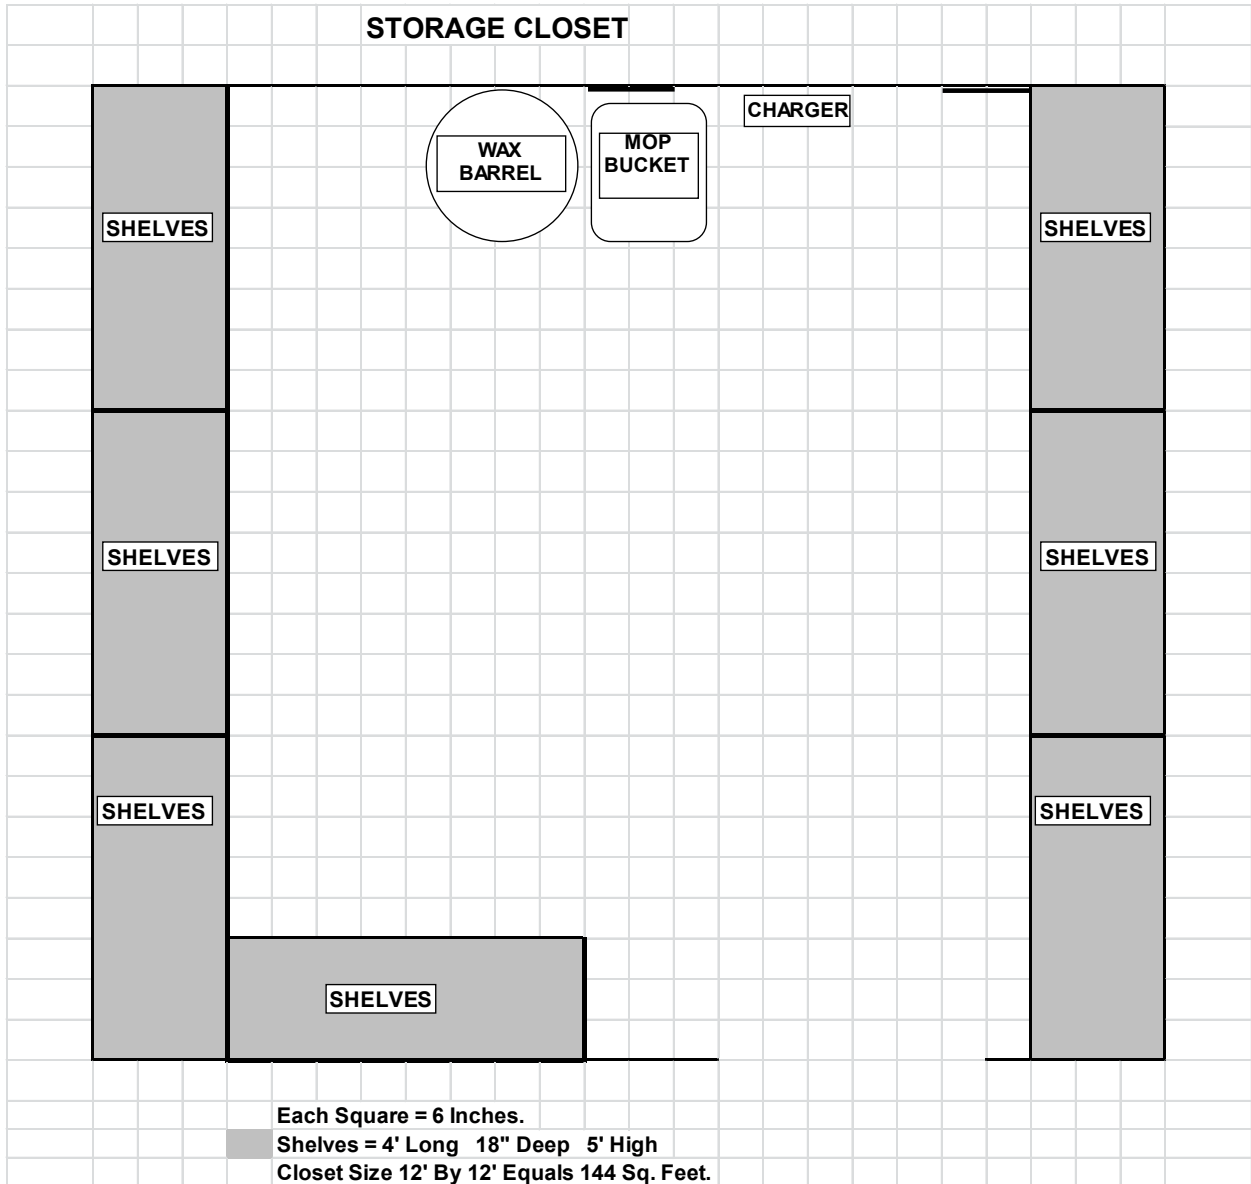 STORAGE CLOSET
CHARGER
WAX
BARREL
MOP
BUCKET
SHELVES
SHELVES
SHELVES
SHELVES
SHELVES
SHELVES
SHELVES
Each Square = 6 Inches.
Shelves = 4' Long 18" Deep 5' High
Closet Size 12' By 12' Equals 144 Sq. Feet.